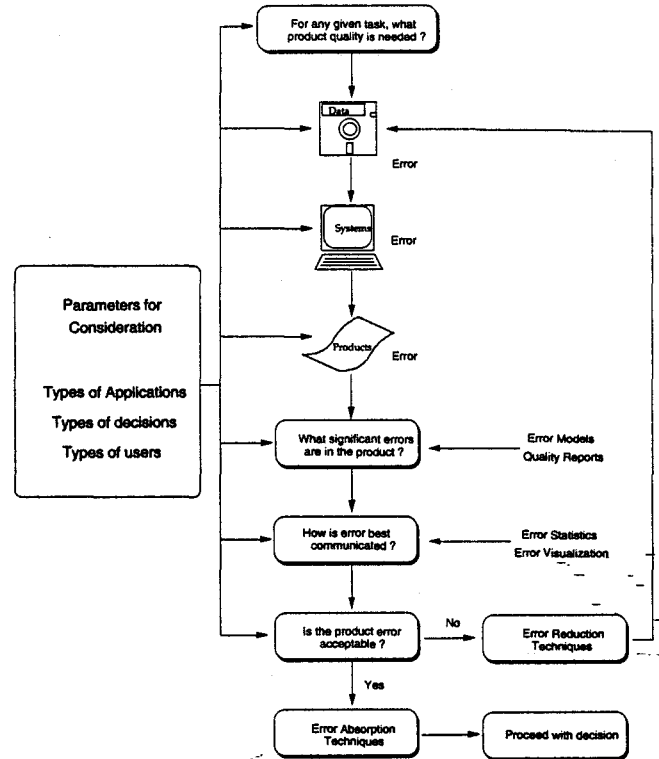 For any given task, what
product quality is needed ?
Data
Error
Systems
Error
Parameters for
Consideration
Types of Applications
Types of decisions
Types of users
Products
Error
What significant errors
are in the product ?
Error Models
Quality Reports
How is error best
communicated ?
Error Statistics
Error Visualization
Is the product error
acceptable ?
No
Error Reduction
Techniques
Yes
Error Absorption
Techniques
Proceed with decision